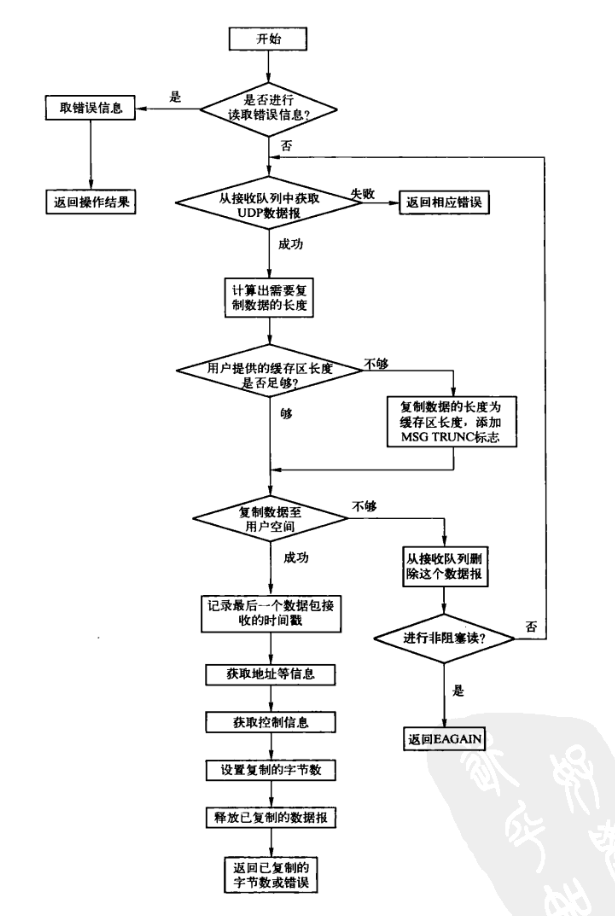 开始
是否进行
读取错误信息?
是
取错误信息
否
返回操作结果
从接收队列中获取
UDP数据报
失败
返回相应错误
成功
计算出需要复
制数据的长度
用户提供的缓存区长度
是否足够?
不够
够
复制数据的长度为
缓存区长度，添加
MSG TRUNC标志
复制数据至
用户空间
不够
成功
从接收队列删
除这个数据报
记录最后一个数据包接
收的时间戳
进行非阻塞读?
否
获取地址等信息
是
获取控制信息
返回EAGAIN
设置复制的字节数
释放已复制的数据报
返回已复制的
字节数或错误